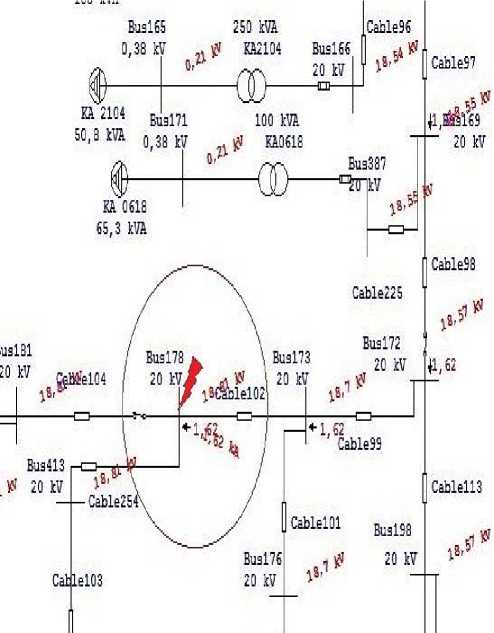 Bus165
0,38 kV
0,21 kV
250 kVA
KA2104
Bus166
20 kV
Cable96
18,54 kV
Cable97
KA 2104
50,8 kVA
Bus171
0,38 kV
0,21 kV
100 kVA
KA0618
18,55 kV
Bus169
20 kV
Bus387
20 kV
18,55 kV
KA 0618
65,3 kVA
Cable98
Cable225
18,57 kV
Bus172
20 kV
1,62
20 kV
Cable104
Bus178
20 kV
18,81 kV
Cable102
Bus173
20 kV
18,7 kV
1,62
1,62 kA
1,62
Cable99
Bus413
20 kV
18,81 kV
Cable254
Cable113
Cable101
Bus198
20 kV
18,57 kV
Bus176
20 kV
18,7 kV
Cable103